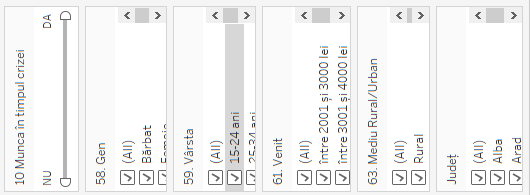 10 Munca în timpul crizei
NU
DA
58. Gen
(All)
Bărbat
Femeie
59. Vârsta
(All)
15-24 ani
25-34 ani
61. Venit
(All)
Între 2001 și 3000 lei
Între 3001 și 4000 lei
63. Mediu Rural/Urban
(All)
Rural
Județ
(All)
Alba
Arad